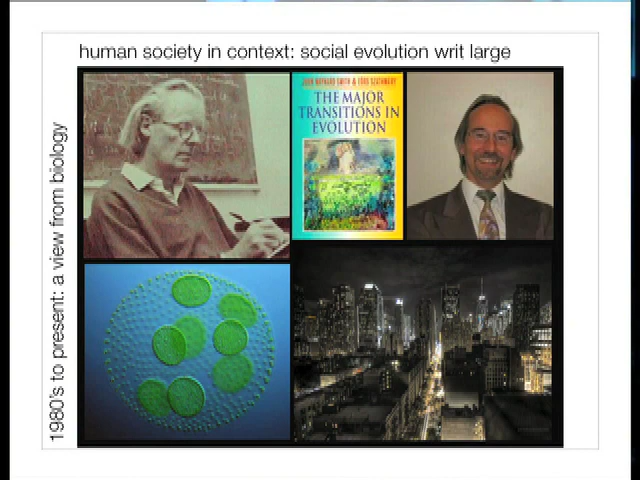 human society in context: social evolution writ large
1980's to present: a view from biology
JOHN MAYNARD SMITH & EÖRS SZATHMÁRY
THE MAJOR
TRANSITIONS IN
EVOLUTION